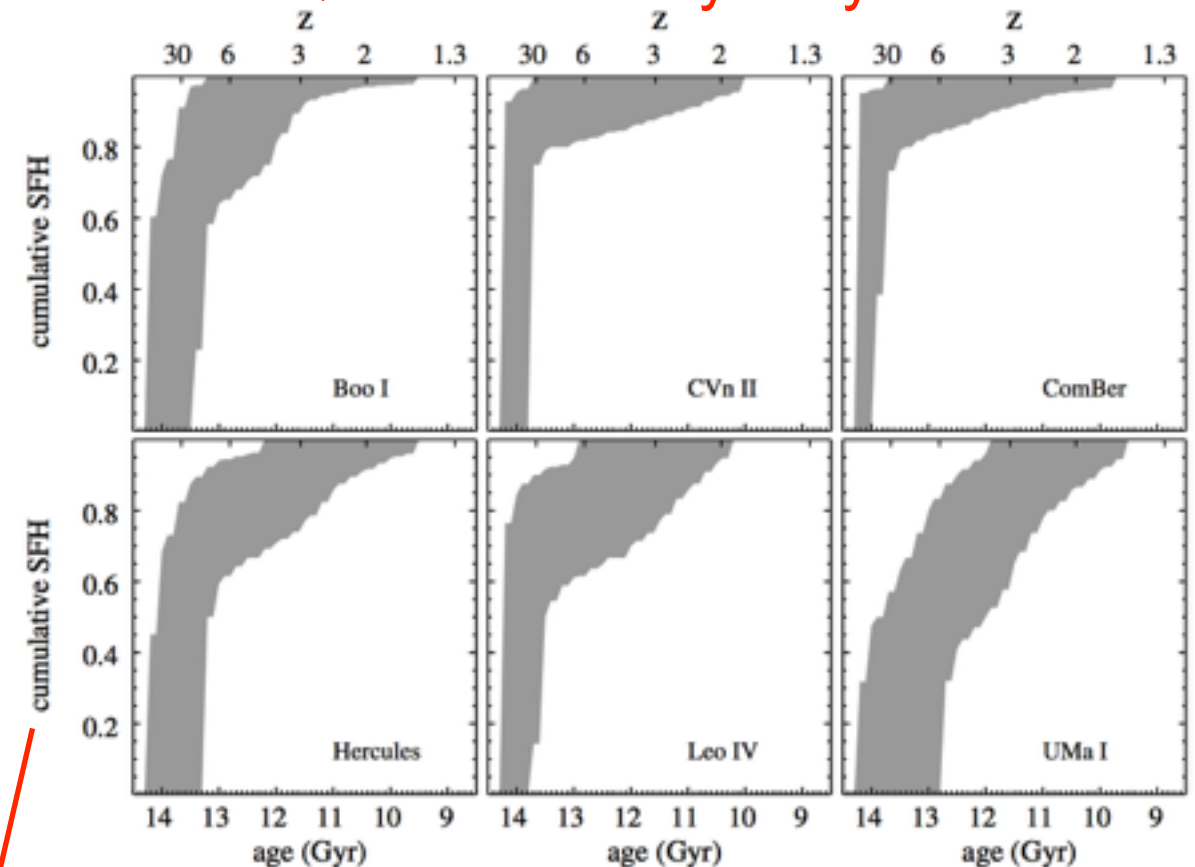 z z z
30 6 3 2 1.3 30 6 3 2 1.3 30 6 3 2 1.3
cumulative SFH
0.8
0.6
0.4
0.2
Boo I CVn II ComBer
cumulative SFH
0.8
0.6
0.4
0.2
Hercules Leo IV UMa I
14 13 12 11 10 9 14 13 12 11 10 9 14 13 12 11 10 9
age (Gyr) age (Gyr) age (Gyr)